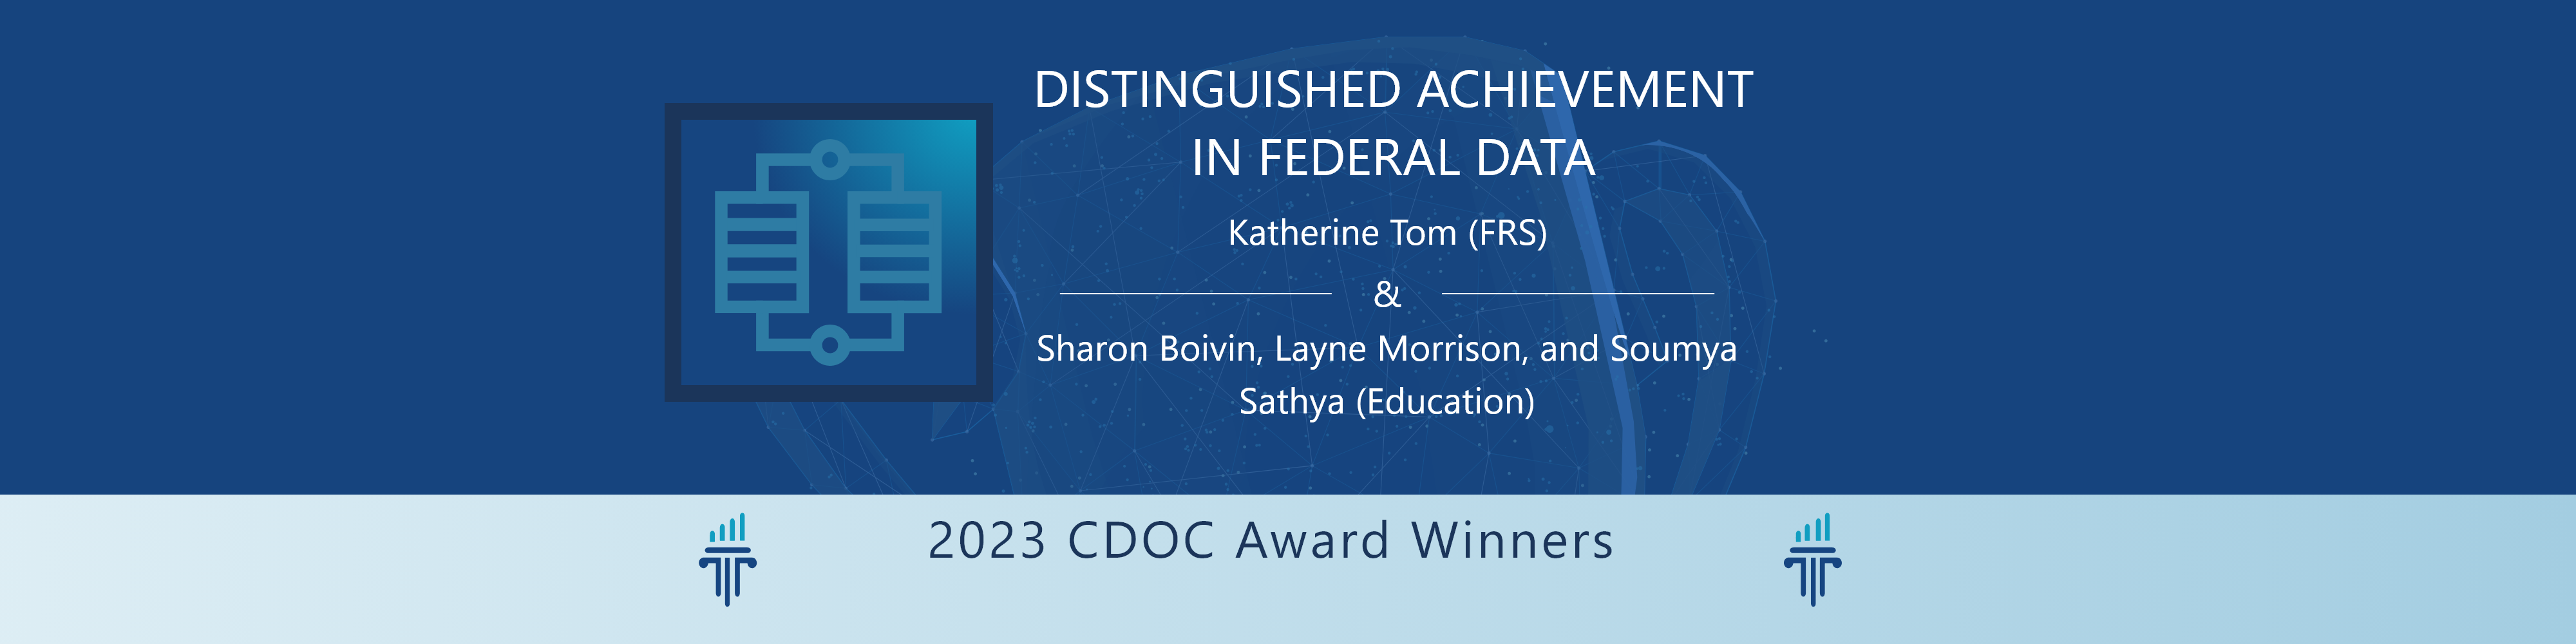 DISTINGUISHED ACHIEVEMENT
IN FEDERAL DATA
Katherine Tom (FRS)
&
Sharon Boivin, Layne Morrison, and Soumya
Sathya (Education)
2023 CDOC Award Winners